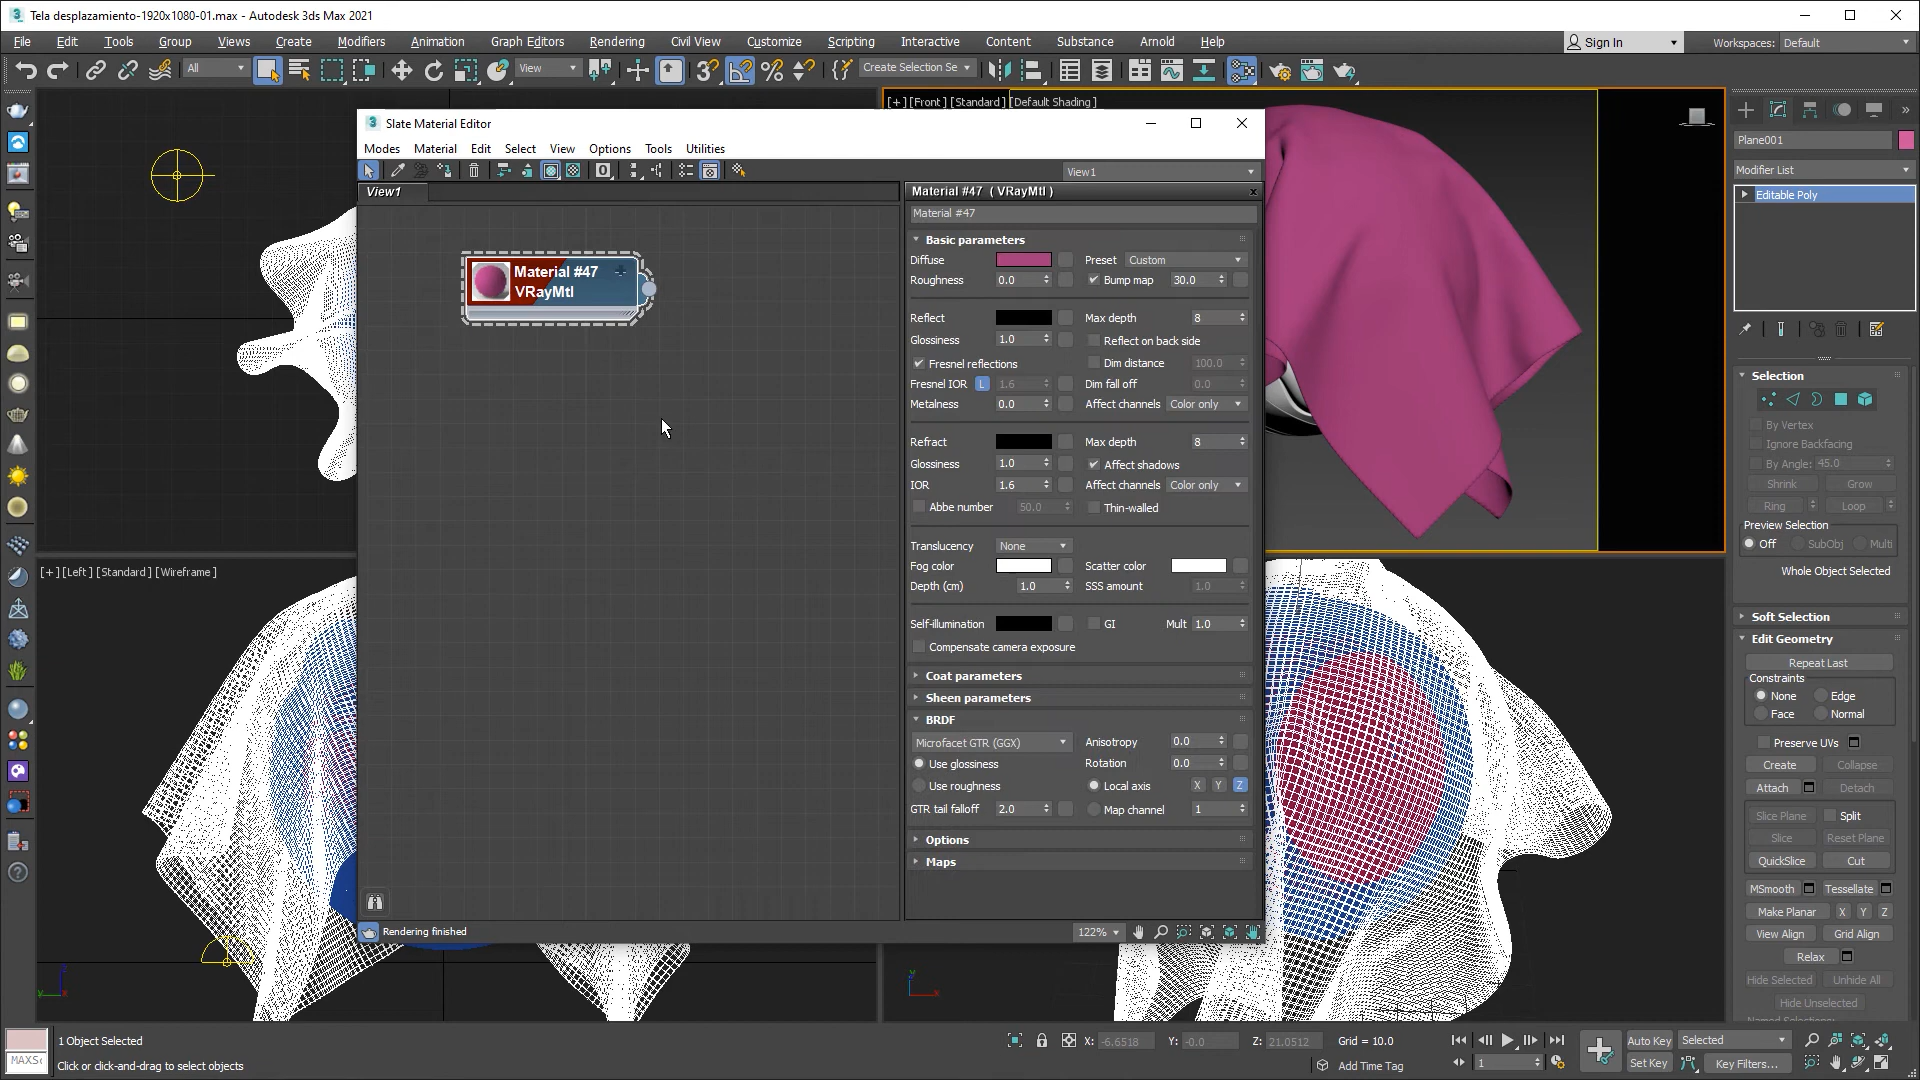 Tela desplazamiento-1920x1080-01.max - Autodesk 3ds Max 2021
File Edit Tools Group Views Create Modifiers Animation Graph Editors Rendering Civil View Customize Scripting Interactive Content Substance Arnold Help
Sign In
Workspaces: Default
All
View
Create Selection Se
[+] [Front] [Standard] [Default Shading]
Slate Material Editor
Modes Material Edit Select View Options Tools Utilities
View1
View1
Material #47
VRayMtl
Material #47 ( VRayMtl )
Material #47
Basic parameters
Diffuse Preset Custom
Roughness 0.0 Bump map 30.0
Reflect Max depth 8
Glossiness 1.0 Reflect on back side
Fresnel reflections Dim distance 100.0
Fresnel IOR L 1.6 Dim fall off 0.0
Metalness 0.0 Affect channels Color only
Refract Max depth 8
Glossiness 1.0 Affect shadows
IOR 1.6 Affect channels Color only
Abbe number 50.0 Thin-walled
Translucency None
Fog color Scatter color
Depth (cm) 1.0 SSS amount 1.0
Self-illumination GI Mult 1.0
Compensate camera exposure
Coat parameters
Sheen parameters
BRDF
Microfacet GTR (GGX) Anisotropy 0.0
Use glossiness Rotation 0.0
Use roughness Local axis X Y Z
GTR tail falloff 2.0 Map channel 1
Options
Maps
Rendering finished
122%
[+] [Left] [Standard] [Wireframe]
Plane001
Modifier List
Editable Poly
Selection
By Vertex
Ignore Backfacing
By Angle: 45.0
Shrink Grow
Ring Loop
Preview Selection
Off SubObj Multi
Whole Object Selected
Soft Selection
Edit Geometry
Repeat Last
Constraints
None Edge
Face Normal
Preserve UVs
Create Collapse
Attach Detach
Slice Plane Split
Slice Reset Plane
QuickSlice Cut
MSmooth Tessellate
Make Planar X Y Z
View Align Grid Align
Relax
Hide Selected Unhide All
Hide Unselected
1 Object Selected
Click or click-and-drag to select objects
X: -6.6518 Y: -0.0 Z: 21.0512 Grid = 10.0
Add Time Tag
1
Auto Key Selected
Set Key Key Filters...